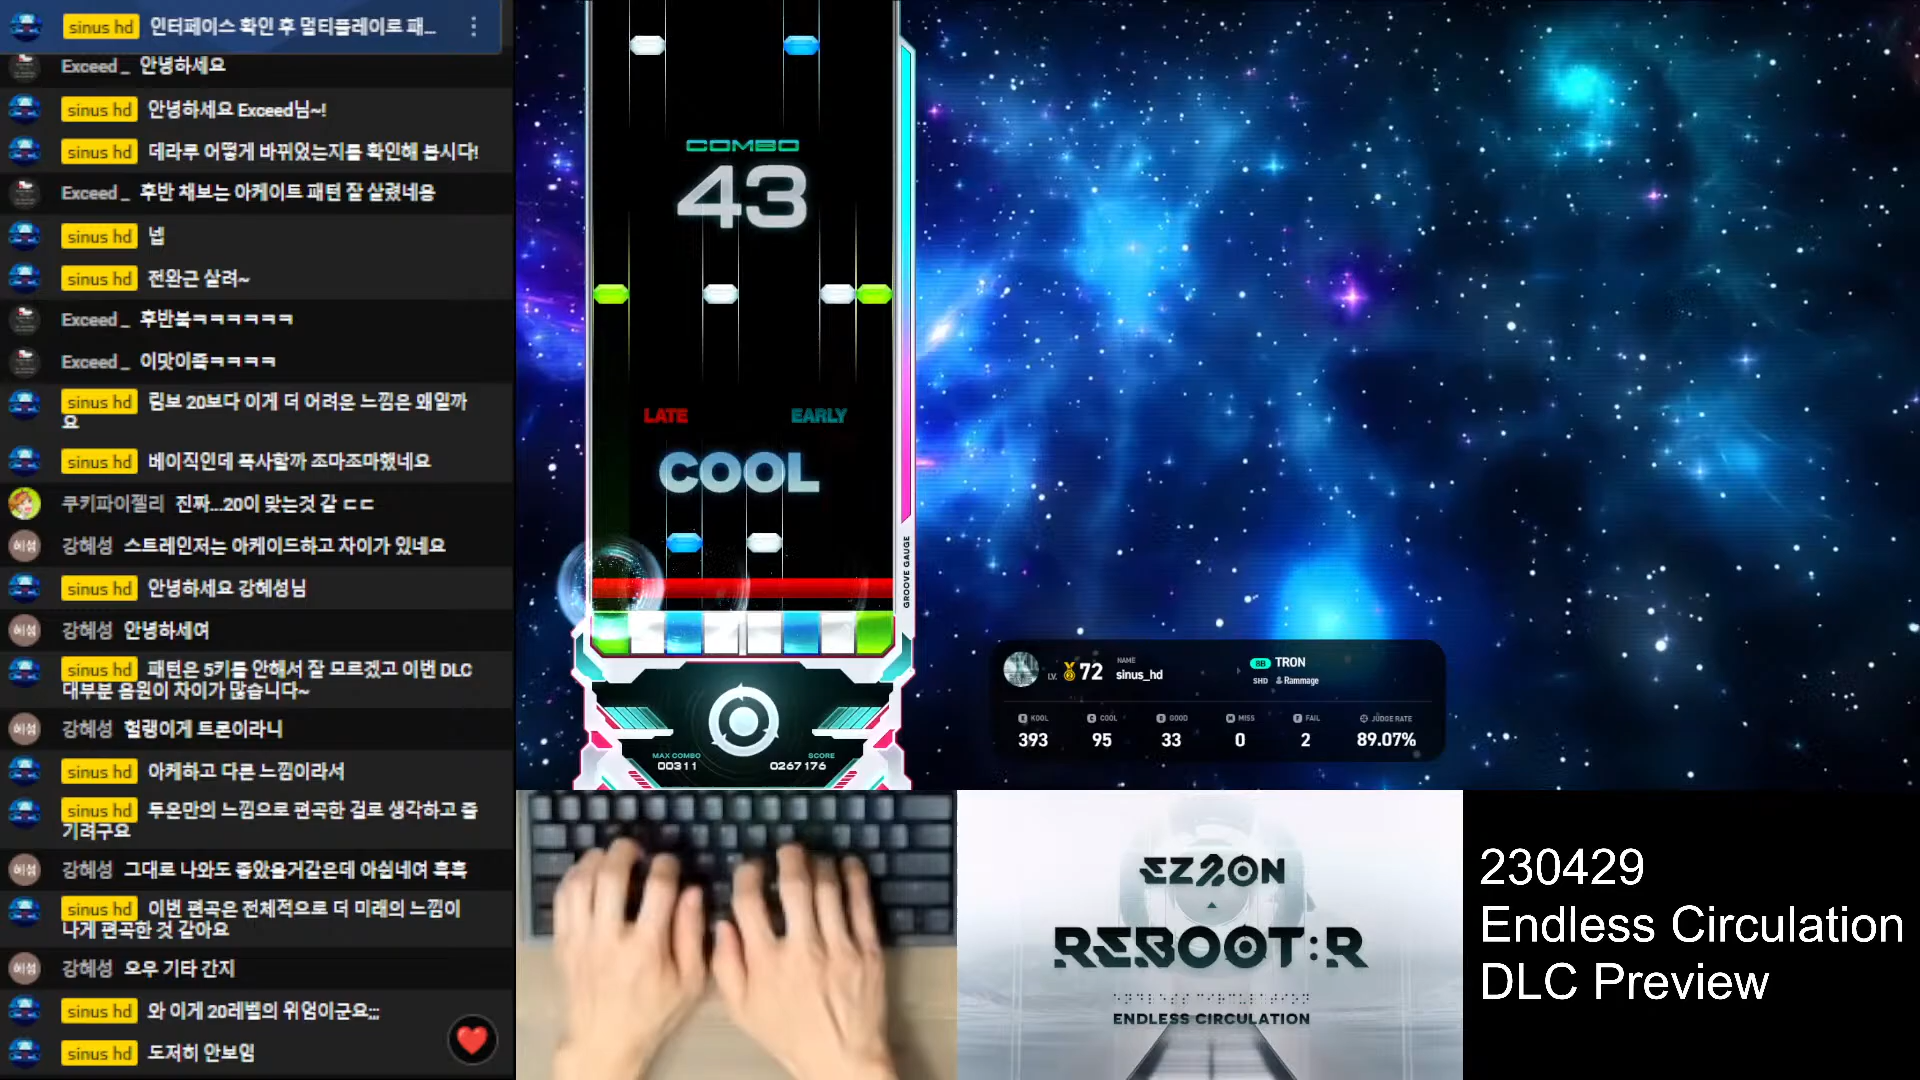 sinus hd 인터페이스 확인 후 멀티플레이로 패...
Exceed_ 안녕하세요
sinus hd 안녕하세요 Exceed님~!
sinus hd 데라루 어떻게 바뀌었는지를 확인해 봅시다!
Exceed_ 후반 채보는 아케이트 패턴 잘 살렸네용
sinus hd 넵
sinus hd 전완근 살려~
Exceed_ 후반붘ㅋㅋㅋㅋㅋㅋ
Exceed_ 이맛이죸ㅋㅋㅋㅋ
sinus hd 림보 20보다 이게 더 어려운 느낌은 왜일까
요
sinus hd 베이직인데 폭사할까 조마조마했네요
쿠키파이젤리 진짜...20이 맞는것 같 ㄷㄷ
강혜성 스트레인저는 아케이드하고 차이가 있네요
sinus hd 안녕하세요 강혜성님
강혜성 안녕하세여
sinus hd 패턴은 5키를 안해서 잘 모르겠고 이번 DLC
대부분 음원이 차이가 많습니다~
강혜성 헐랭이게 트론이라니
sinus hd 아케하고 다른 느낌이라서
sinus hd 투온만의 느낌으로 편곡한 걸로 생각하고 즐
기려구요
강혜성 그대로 나와도 좋았을거같은데 아쉽네여 흑흑
sinus hd 이번 편곡은 전체적으로 더 미래의 느낌이
나게 편곡한 것 같아요
강혜성 오우 기타 간지
sinus hd 와 이게 20레벨의 위엄이군요;;;
sinus hd 도저히 안보임
COMBO
43
LATE EARLY
COOL
GROOVE GAUGE
MAX COMBO SCORE
00311 0267176
LV. 72 NAME sinus_hd
8B TRON
SHD Rammage
KOOL COOL GOOD MISS FAIL JUDGE RATE
393 95 33 0 2 89.07%
EZ2ON
REBOOT:R
ENDLESS CIRCULATION
230429
Endless Circulation
DLC Preview